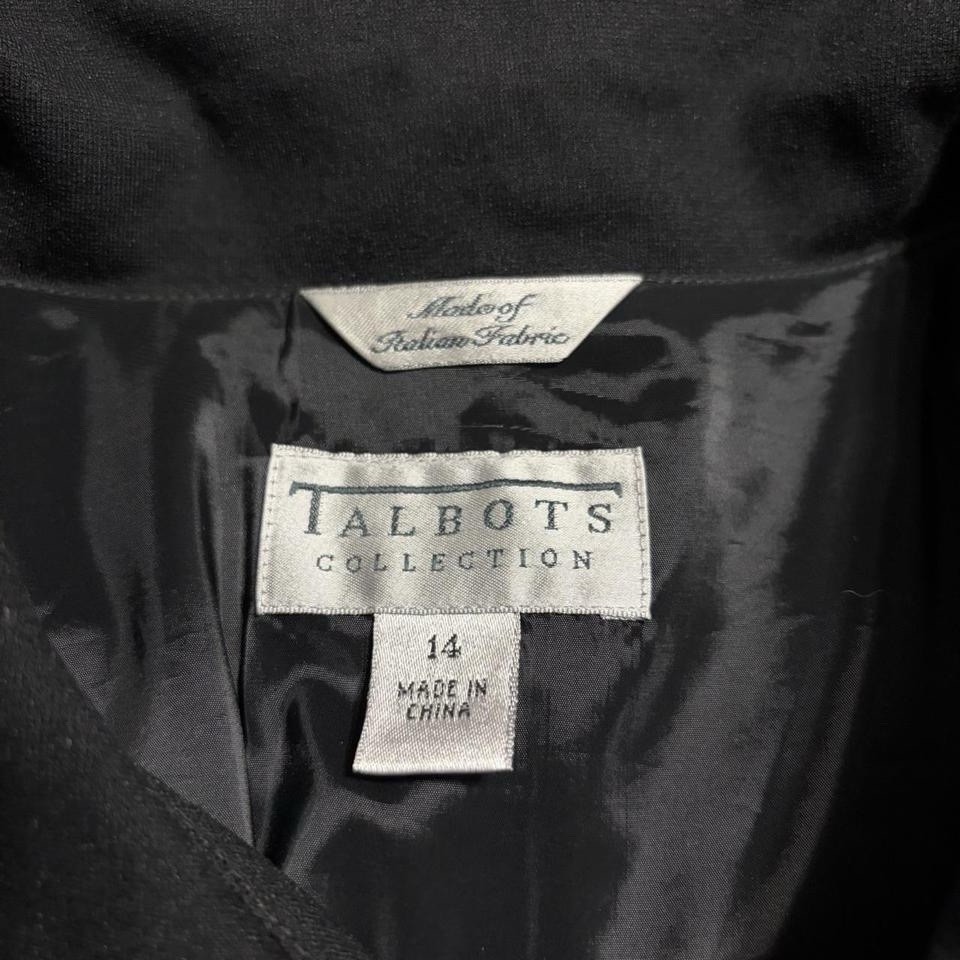 Made of
Italian Fabric
TALBOTS
COLLECTION
14
MADE IN
CHINA